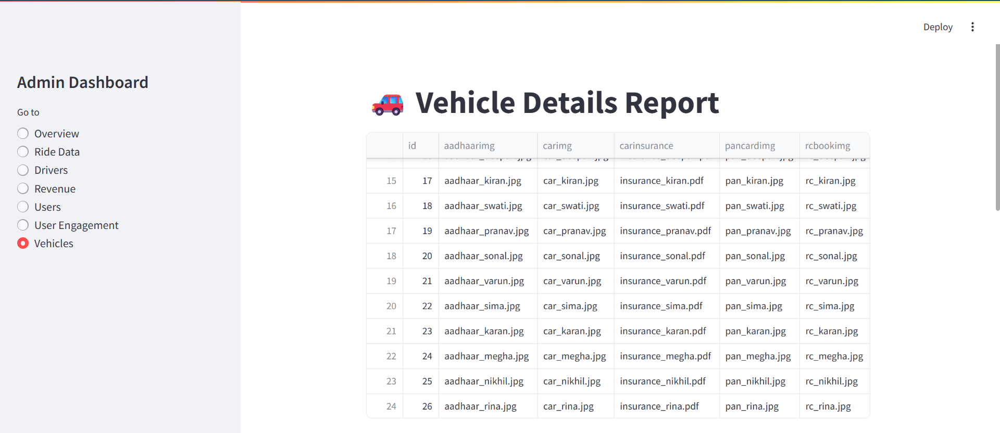 Deploy
Admin Dashboard
Go to
Overview
Ride Data
Drivers
Revenue
Users
User Engagement
Vehicles
Vehicle Details Report
id aadhaarimg carimg carinsurance pancardimg rcbookimg
15 17 aadhaar_kiran.jpg car_kiran.jpg insurance_kiran.pdf pan_kiran.jpg rc_kiran.jpg
16 18 aadhaar_swati.jpg car_swati.jpg insurance_swati.pdf pan_swati.jpg rc_swati.jpg
17 19 aadhaar_pranav.jpg car_pranav.jpg insurance_pranav.pdf pan_pranav.jpg rc_pranav.jpg
18 20 aadhaar_sonal.jpg car_sonal.jpg insurance_sonal.pdf pan_sonal.jpg rc_sonal.jpg
19 21 aadhaar_varun.jpg car_varun.jpg insurance_varun.pdf pan_varun.jpg rc_varun.jpg
20 22 aadhaar_sima.jpg car_sima.jpg insurance_sima.pdf pan_sima.jpg rc_sima.jpg
21 23 aadhaar_karan.jpg car_karan.jpg insurance_karan.pdf pan_karan.jpg rc_karan.jpg
22 24 aadhaar_megha.jpg car_megha.jpg insurance_megha.pdf pan_megha.jpg rc_megha.jpg
23 25 aadhaar_nikhil.jpg car_nikhil.jpg insurance_nikhil.pdf pan_nikhil.jpg rc_nikhil.jpg
24 26 aadhaar_rina.jpg car_rina.jpg insurance_rina.pdf pan_rina.jpg rc_rina.jpg